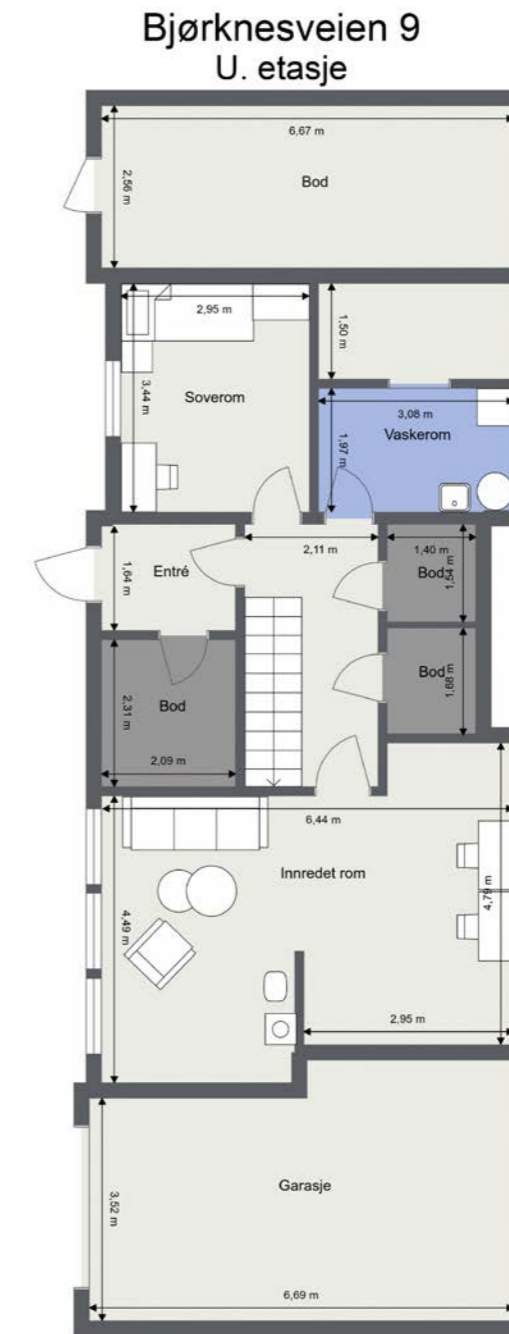 Bjørknesveien 9
U. etasje
6,67 m
2,56 m
Bod
2,95 m
1,50 m
3,44 m
Soverom
3,08 m
Vaskerom
1,97 m
1,64 m
Entré
2,11 m
1,40 m
Bod
1,54 m
2,31 m
Bod
2,09 m
Bod
1,68 m
6,44 m
Innredet rom
4,79 m
4,49 m
2,95 m
Garasje
3,52 m
6,69 m